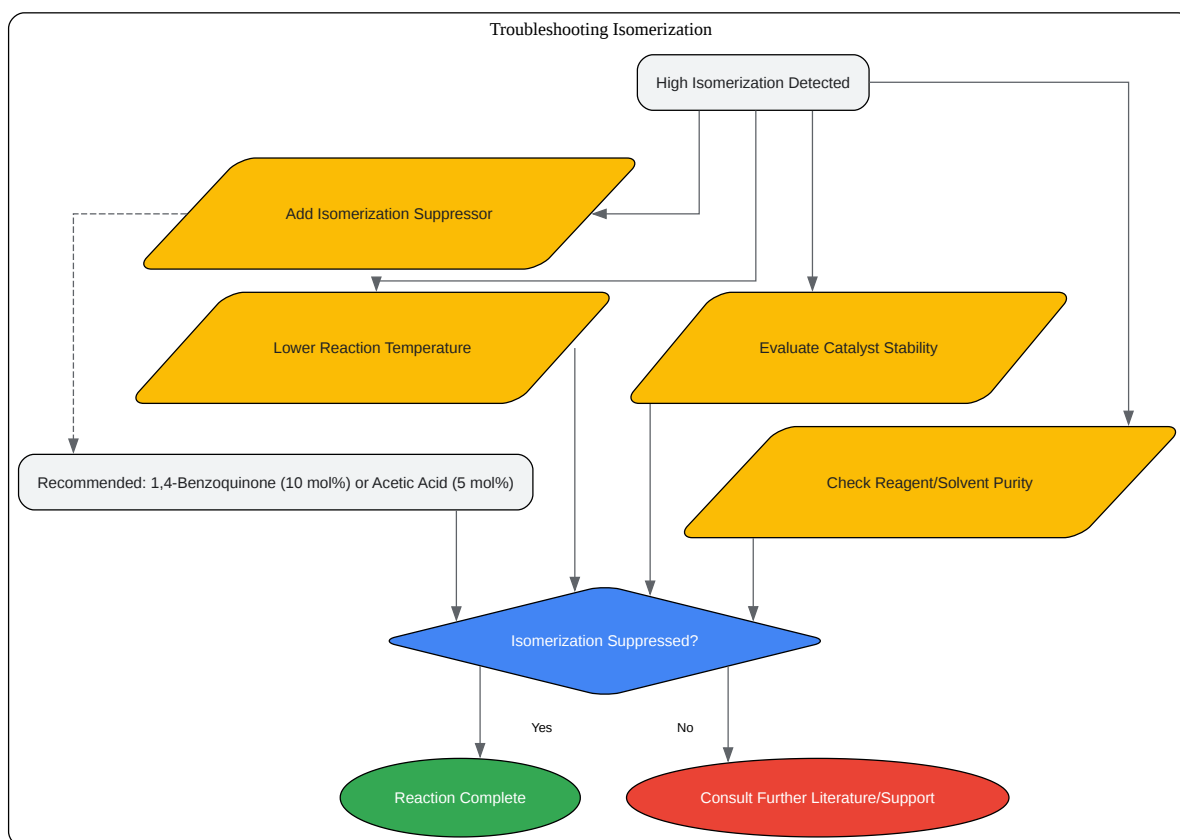 Troubleshooting Isomerization
High Isomerization Detected
Add Isomerization Suppressor
Lower Reaction Temperature
Evaluate Catalyst Stability
Recommended: 1,4-Benzoquinone (10 mol%) or Acetic Acid (5 mol%)
Check Reagent/Solvent Purity
Isomerization Suppressed?
Yes
No
Reaction Complete
Consult Further Literature/Support